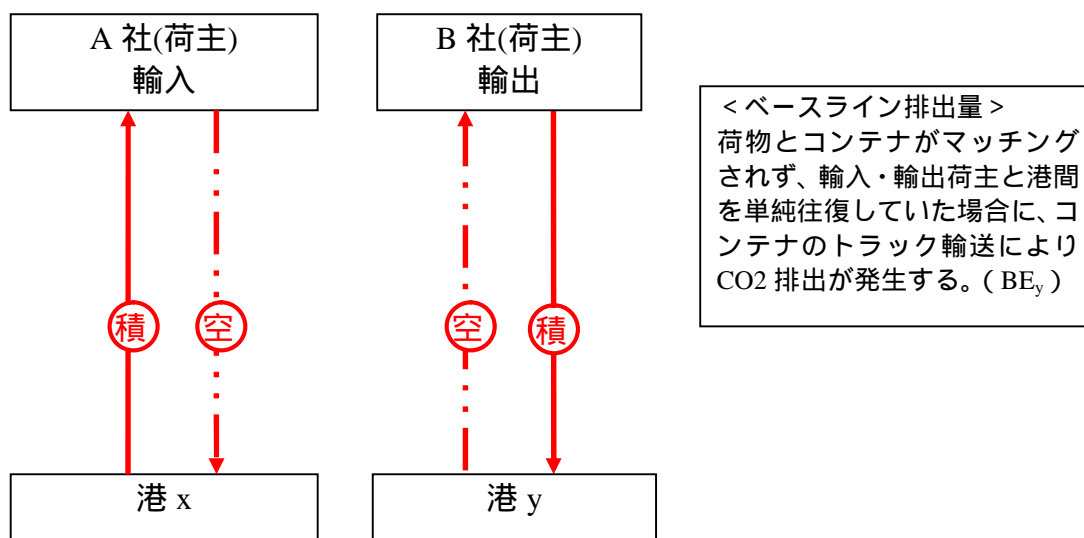 A 社(荷主)
輸入
B 社(荷主)
輸出
<ベースライン排出量>
荷物とコンテナがマッチング
されず、輸入・輸出荷主と港間
を単純往復していた場合に、コ
ンテナのトラック輸送により
CO2 排出が発生する。(BEy)
積
空
空
積
港 x
港 y